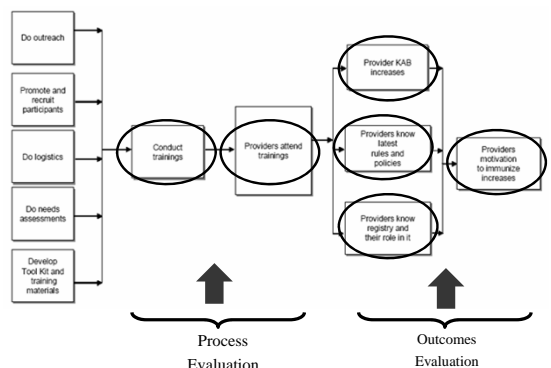 Do outreach
Promote and
recruit
participants
Do logistics
Do needs
assessments
Develop
Tool Kit and
training
materials
Conduct
trainings
Providers attend
trainings
Provider KAB
increases
Providers know
latest
rules and
policies
Providers know
registry and
their role in it
Providers
motivation
to immunize
increases
Process
Evaluation
Outcomes
Evaluation